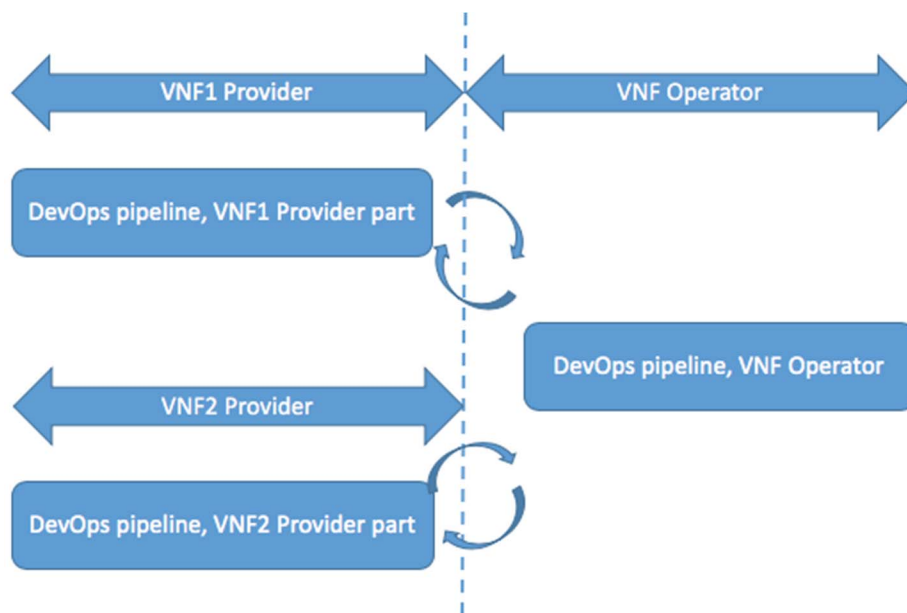 VNF1 Provider
VNF Operator
DevOps pipeline, VNF1 Provider part
DevOps pipeline, VNF Operator
VNF2 Provider
DevOps pipeline, VNF2 Provider part